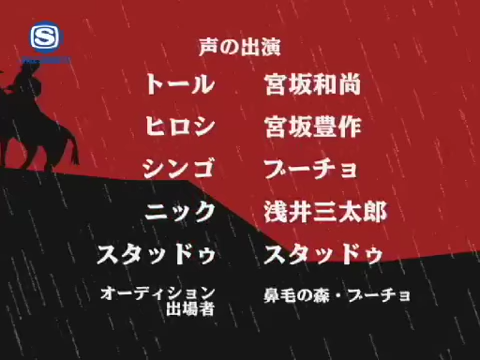 声の出演
トール 宮坂和尚
ヒロシ 宮坂豊作
シンゴ ブーチョ
ニック 浅井三太郎
スタッドゥ スタッドゥ
オーディション
出場者 鼻毛の森・ブーチョ